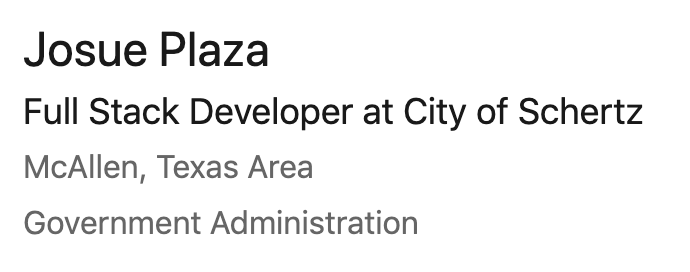 Josue Plaza
Full Stack Developer at City of Schertz
McAllen, Texas Area
Government Administration